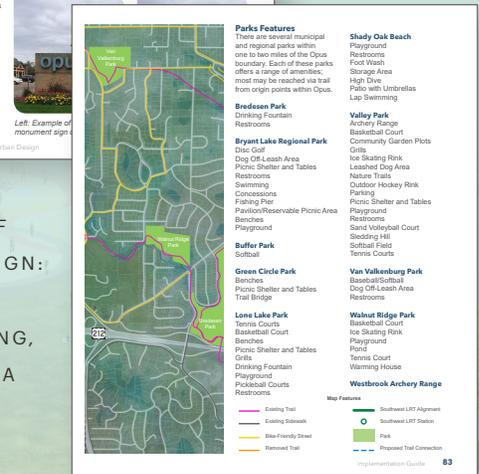 opu
Left: Example of
monument sign
rban Design
F
GN:
NG,
A
Van
Valkenburg
Park
Walnut Ridge
Park
Bredesen
Park
212
Parks Features
There are several municipal
and regional parks within
one to two miles of the Opus
boundary. Each of these parks
offers a range of amenities;
most may be reached via trail
from origin points within Opus.
Bredesen Park
Drinking Fountain
Restrooms
Bryant Lake Regional Park
Disc Golf
Dog Off-Leash Area
Picnic Shelter and Tables
Restrooms
Swimming
Concessions
Fishing Pier
Pavilion/Reservable Picnic Area
Benches
Playground
Buffer Park
Softball
Green Circle Park
Benches
Picnic Shelter and Tables
Trail Bridge
Lone Lake Park
Tennis Courts
Basketball Court
Benches
Picnic Shelter and Tables
Grills
Drinking Fountain
Playground
Pickleball Courts
Restrooms
Shady Oak Beach
Playground
Restrooms
Foot Wash
Storage Area
High Dive
Patio with Umbrellas
Lap Swimming
Valley Park
Archery Range
Basketball Court
Community Garden Plots
Grills
Ice Skating Rink
Leashed Dog Area
Nature Trails
Outdoor Hockey Rink
Parking
Picnic Shelter and Tables
Playground
Restrooms
Sand Volleyball Court
Sledding Hill
Softball Field
Tennis Courts
Van Valkenburg Park
Baseball/Softball
Dog Off-Leash Area
Restrooms
Walnut Ridge Park
Basketball Court
Ice Skating Rink
Playground
Pond
Tennis Court
Warming House
Westbrook Archery Range
Map Features
Existing Trail
Existing Sidewalk
Bike-Friendly Street
Removed Trail
Southwest LRT Alignment
Southwest LRT Station
Park
Proposed Trail Connection
Implementation Guide 83